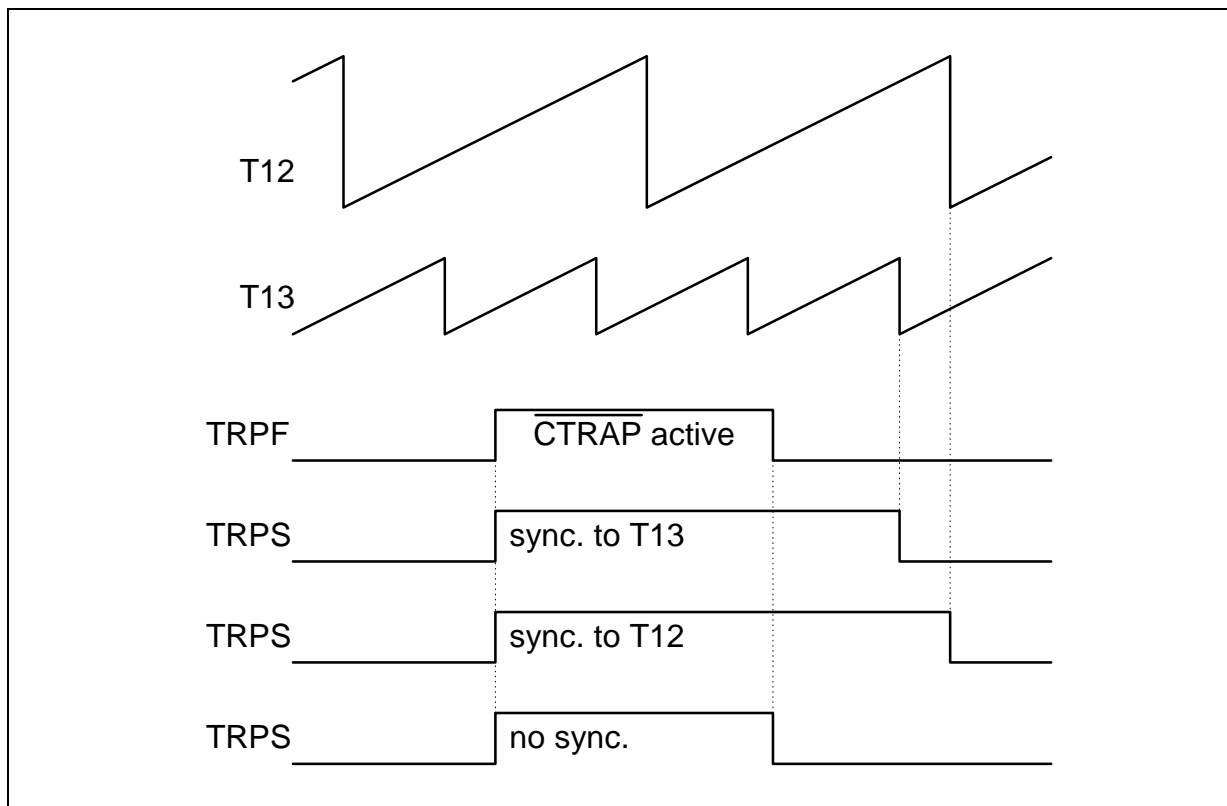 T12
T13
TRPF CTRAP active
TRPS sync. to T13
TRPS sync. to T12
TRPS no sync.